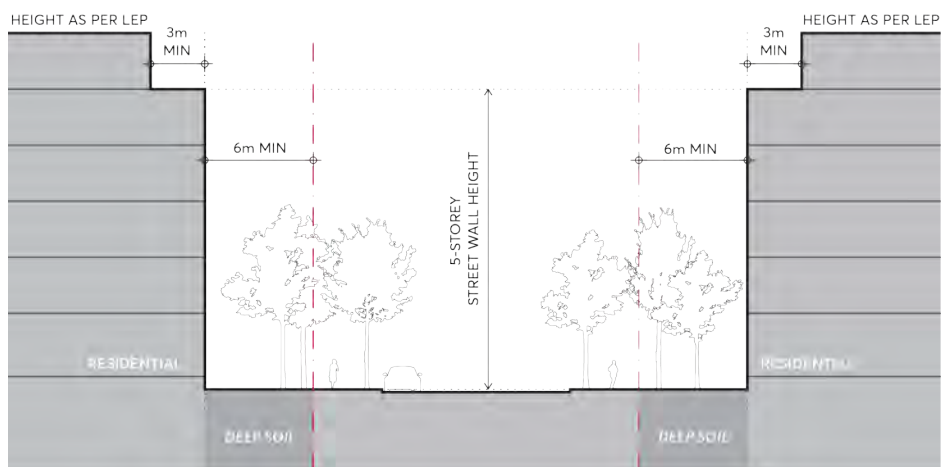 HEIGHT AS PER LEP
HEIGHT AS PER LEP
3m
MIN
3m
MIN
6m MIN
6m MIN
5-STOREY
STREET WALL HEIGHT
RESIDENTIAL
RESIDENTIAL
DEEP SOIL
DEEP SOIL